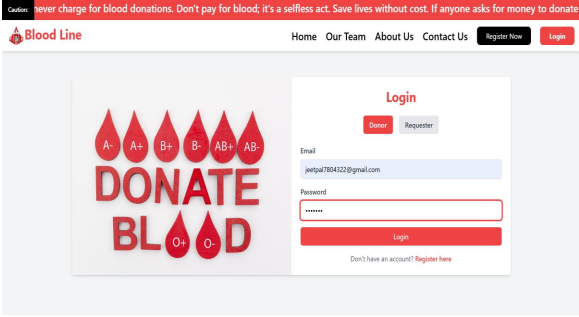 Caution: never charge for blood donations. Don't pay for blood; it's a selfless act. Save lives without cost. If anyone asks for money to donate
Blood Line Home Our Team About Us Contact Us Register Now Login
Login
Donor Requester
A- A+ B+ B- AB+ AB-
DONATE
BL O+ O- D
Email
jeetpal7804322@gmail.com
Password
•••••••
Login
Don't have an account? Register here